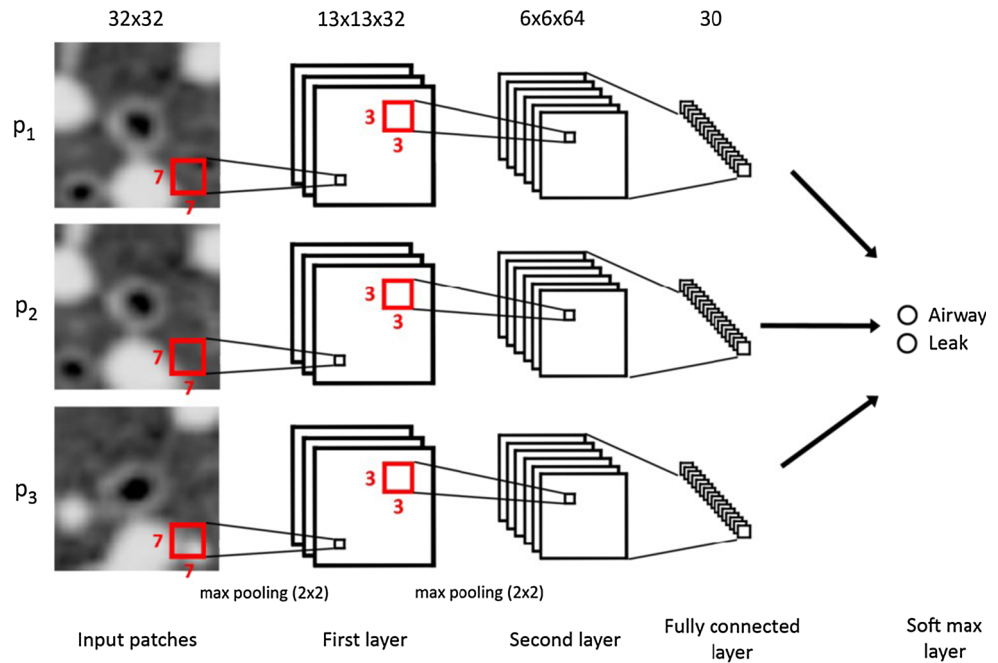 32x32 13x13x32 6x6x64 30
p1
7
7
3
3
p2
7
7
3
3
Airway
Leak
p3
7
7
3
3
max pooling (2x2) max pooling (2x2)
Input patches First layer Second layer Fully connected
layer Soft max
layer